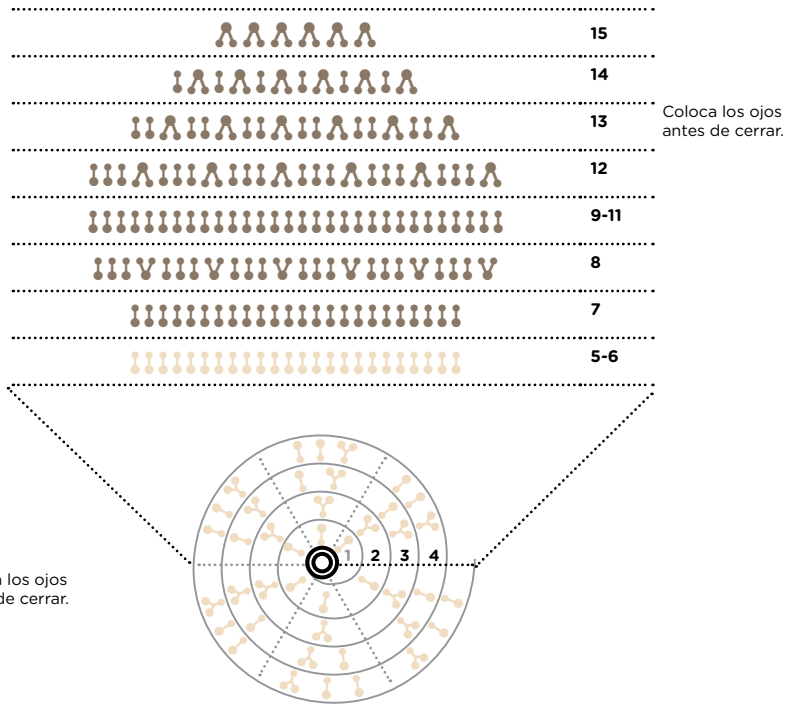 15
14
13
Coloca los ojos
antes de cerrar.
12
9-11
8
7
5-6
1 2 3 4
los ojos
de cerrar.